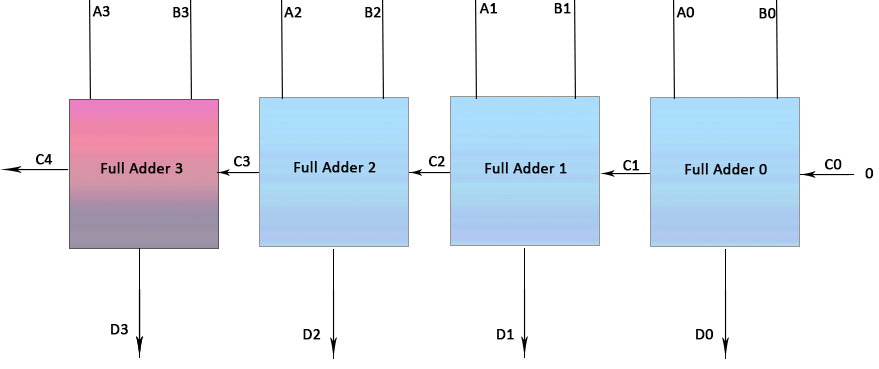 A3 B3 A2 B2 A1 B1 A0 B0
C4 Full Adder 3 C3 Full Adder 2 C2 Full Adder 1 C1 Full Adder 0 C0 0
D3 D2 D1 D0